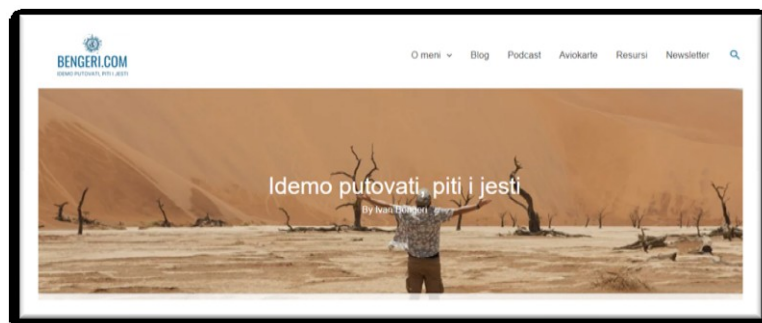 BENGERI.COM
IDEMO PUTOVATI, PITI I JESTI
O meni Blog Podcast Aviokarte Resursi Newsletter
Idemo putovati, piti i jesti
By Ivan Bengeri